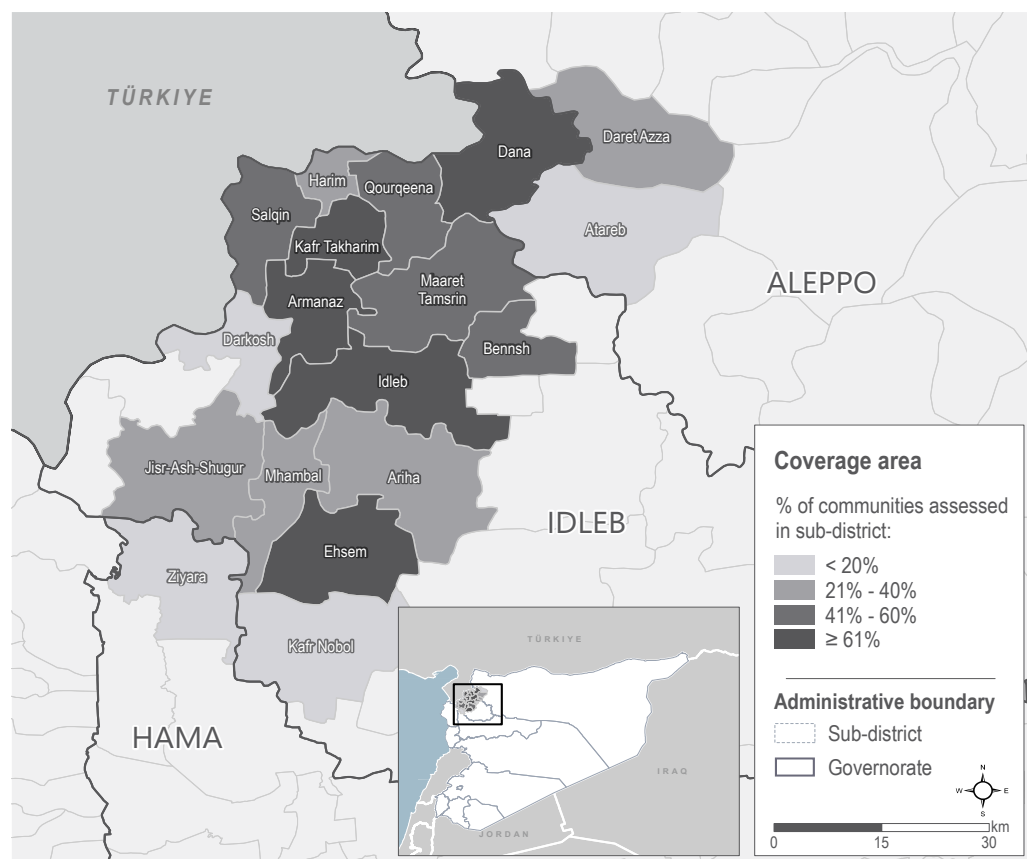 TÜRKIYE
Dana
Daret Azza
Harim
Qourqeena
Salqin
Atareb
Kafr Takharim
ALEPPO
Maaret
Tamsrin
Armanaz
Darkosh
Bennsh
Idleb
Jisr-Ash-Shugur
Mhambal
Ariha
IDLEB
Ehsem
Ziyara
Kafr Nobol
HAMA
TÜRKIYE
IRAQ
JORDAN
Coverage area
% of communities assessed
in sub-district:
< 20%
21% - 40%
41% - 60%
≥ 61%
Administrative boundary
Sub-district
Governorate
N
W E
S
km
0 15 30